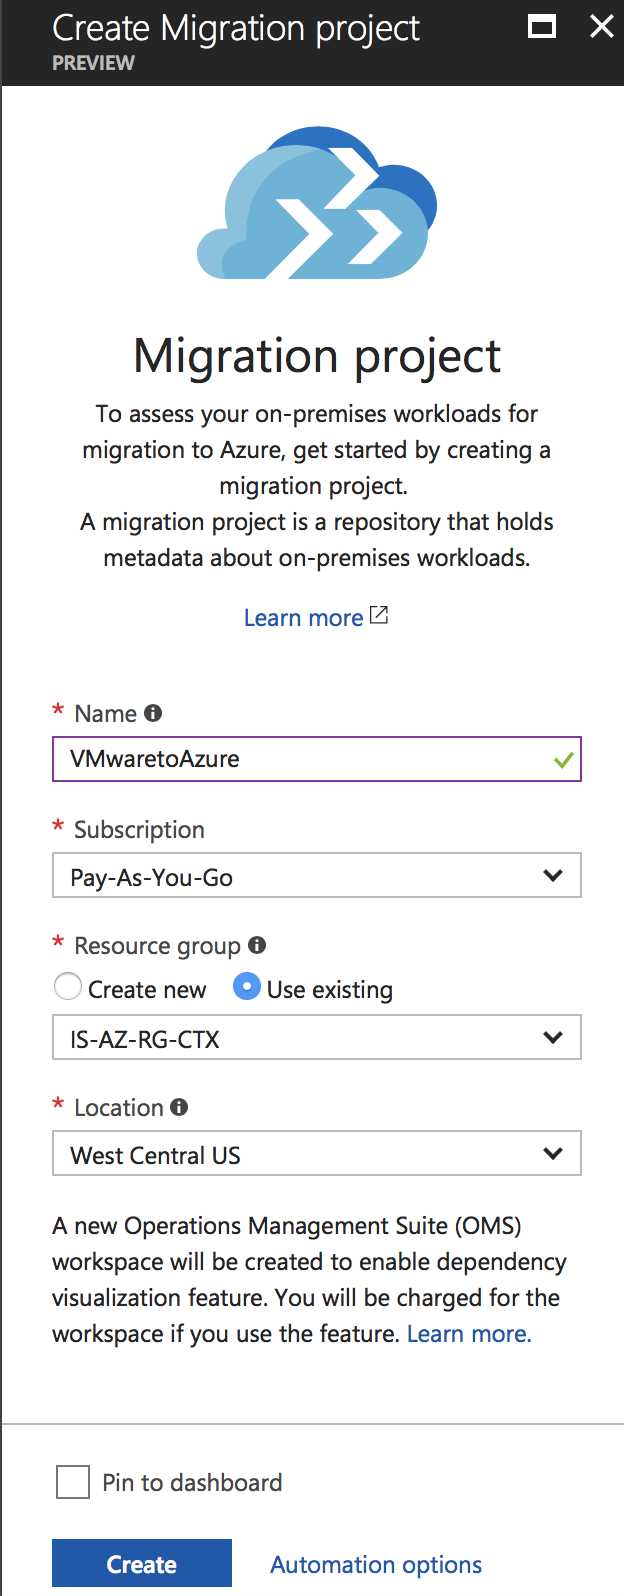 Create Migration project
PREVIEW
Migration project
To assess your on-premises workloads for
migration to Azure, get started by creating a
migration project.
A migration project is a repository that holds
metadata about on-premises workloads.
Learn more
* Name
VMwaretoAzure
* Subscription
Pay-As-You-Go
* Resource group
Create new Use existing
IS-AZ-RG-CTX
* Location
West Central US
A new Operations Management Suite (OMS)
workspace will be created to enable dependency
visualization feature. You will be charged for the
workspace if you use the feature. Learn more.
Pin to dashboard
Create Automation options